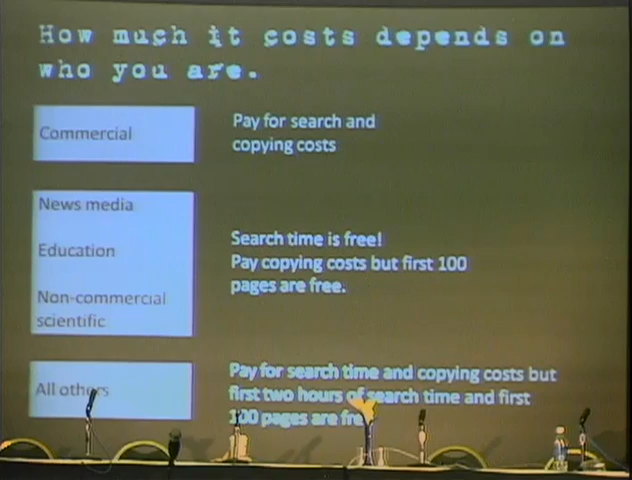 How much it costs depends on
who you are.
Commercial
Pay for search and
copying costs
News media
Education
Non-commercial
scientific
Search time is free!
Pay copying costs but first 100
pages are free.
All others
Pay for search time and copying costs but
first two hours of search time and first
100 pages are